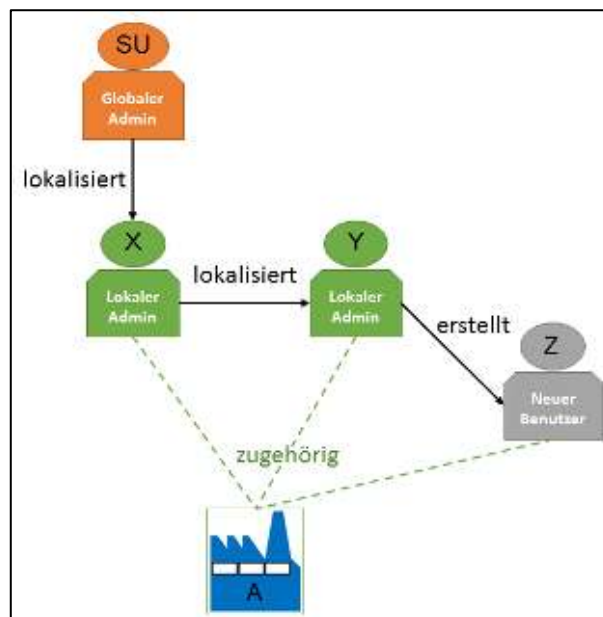 SU
Globaler
Admin
lokalisiert
X
Lokaler
Admin
lokalisiert
Y
Lokaler
Admin
erstellt
Z
Neuer
Benutzer
zugehörig
A